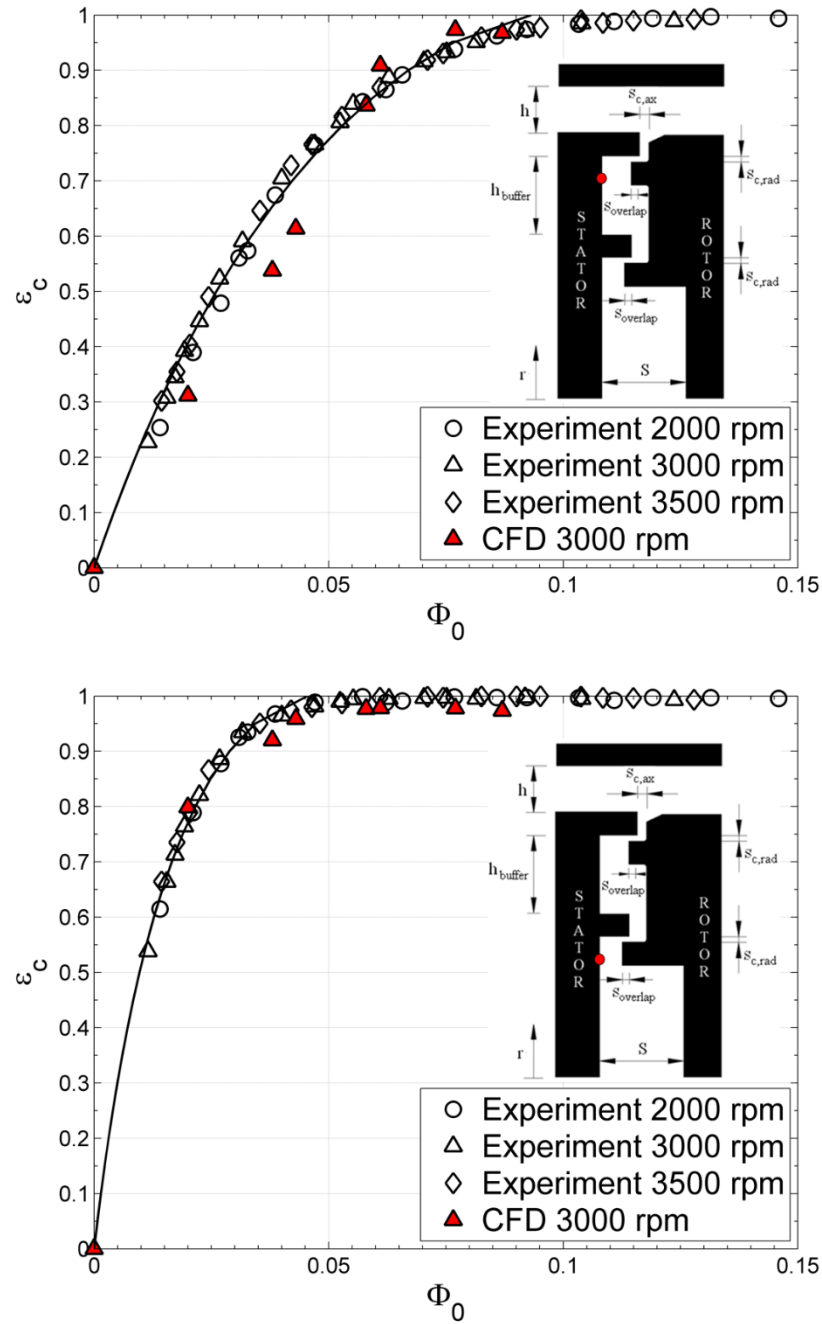 1
0.9
0.8
0.7
0.6
0.5
0.4
0.3
0.2
0.1
0
εc
0
0.05
0.1
0.15
Φ0
h
sc,ax
hbuffer
soverlap
sc,rad
STATOR
ROTOR
sc,rad
soverlap
r
S
Experiment 2000 rpm
Experiment 3000 rpm
Experiment 3500 rpm
CFD 3000 rpm
1
0.9
0.8
0.7
0.6
0.5
0.4
0.3
0.2
0.1
0
εc
0
0.05
0.1
0.15
Φ0
h
sc,ax
hbuffer
soverlap
sc,rad
STATOR
ROTOR
sc,rad
soverlap
r
S
Experiment 2000 rpm
Experiment 3000 rpm
Experiment 3500 rpm
CFD 3000 rpm